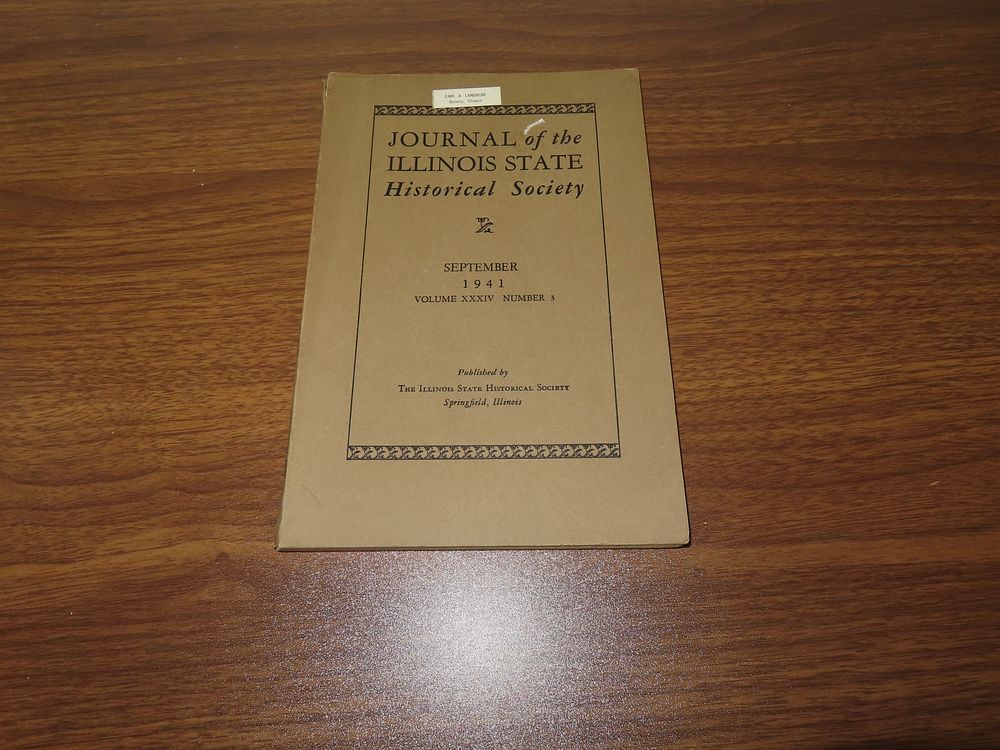 CARL A. LANDRUM
Quincy, Illinois
JOURNAL of the
ILLINOIS STATE
Historical Society
SEPTEMBER
1941
VOLUME XXXIV NUMBER 3
Published by
THE ILLINOIS STATE HISTORICAL SOCIETY
Springfield, Illinois